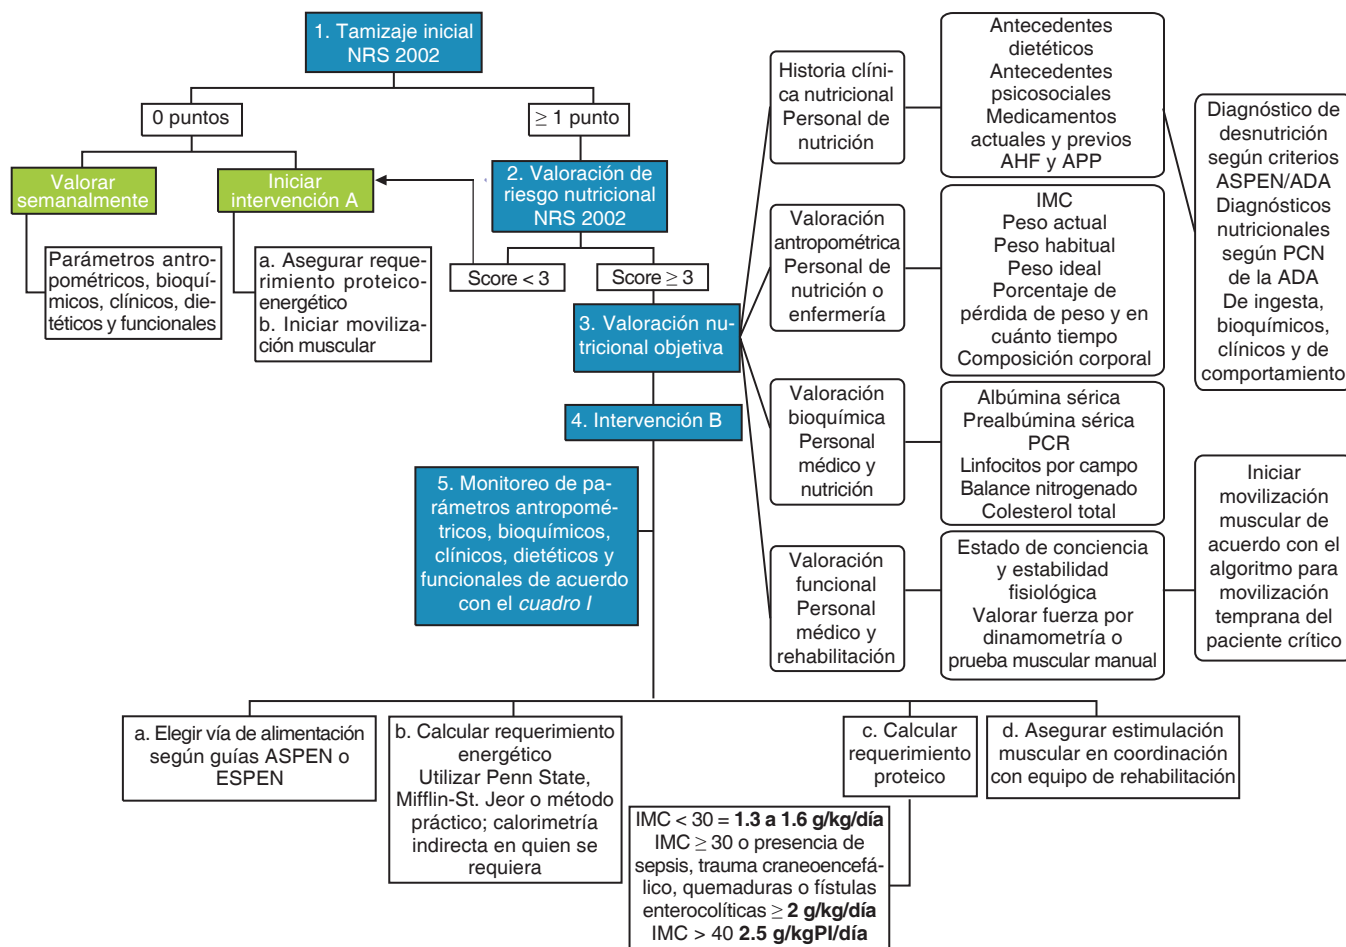 1. Tamizaje inicial
NRS 2002
0 puntos
≥ 1 punto
Valorar
semanalmente
Iniciar
intervención A
2. Valoración de
riesgo nutricional
NRS 2002
Parámetros antro-
pométricos, bioquí-
micos, clínicos, die-
téticos y funcionales
a. Asegurar reque-
rimiento proteico-
energético
b. Iniciar moviliza-
ción muscular
Score < 3
Score ≥ 3
3. Valoración nu-
tricional objetiva
4. Intervención B
5. Monitoreo de pa-
rámetros antropomé-
tricos, bioquímicos,
clínicos, dietéticos y
funcionales de acuerdo
con el cuadro I
Historia clíni-
ca nutricional
Personal de
nutrición
Antecedentes
dietéticos
Antecedentes
psicosociales
Medicamentos
actuales y previos
AHF y APP
Diagnóstico de
desnutrición
según criterios
ASPEN/ADA
Diagnósticos
nutricionales
según PCN
de la ADA
De ingesta,
bioquímicos,
clínicos y de
comportamiento
Valoración
antropométrica
Personal de
nutrición o
enfermería
IMC
Peso actual
Peso habitual
Peso ideal
Porcentaje de
pérdida de peso y en
cuánto tiempo
Composición corporal
Valoración
bioquímica
Personal
médico y
nutrición
Albúmina sérica
Prealbúmina sérica
PCR
Linfocitos por campo
Balance nitrogenado
Colesterol total
Valoración
funcional
Personal
médico y
rehabilitación
Estado de conciencia
y estabilidad
fisiológica
Valorar fuerza por
dinamometría o
prueba muscular manual
Iniciar
movilización
muscular de
acuerdo con el
algoritmo para
movilización
temprana del
paciente crítico
a. Elegir vía de alimentación
según guías ASPEN o
ESPEN
b. Calcular requerimiento
energético
Utilizar Penn State,
Mifflin-St. Jeor o método
práctico; calorimetría
indirecta en quien se
requiera
c. Calcular
requerimiento
proteico
d. Asegurar estimulación
muscular en coordinación
con equipo de rehabilitación
IMC < 30 = 1.3 a 1.6 g/kg/día
IMC ≥ 30 o presencia de
sepsis, trauma craneoencefá-
lico, quemaduras o fístulas
enterocolíticas ≥ 2 g/kg/día
IMC > 40 2.5 g/kgPI/día